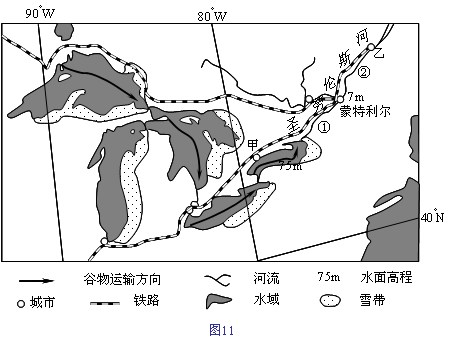 90°W
80°W
圣劳伦斯河
乙
②
7m
蒙特利尔
①
甲
75m
40°N
谷物运输方向
河流
75m 水面高程
城市
铁路
水域
雪带
图11